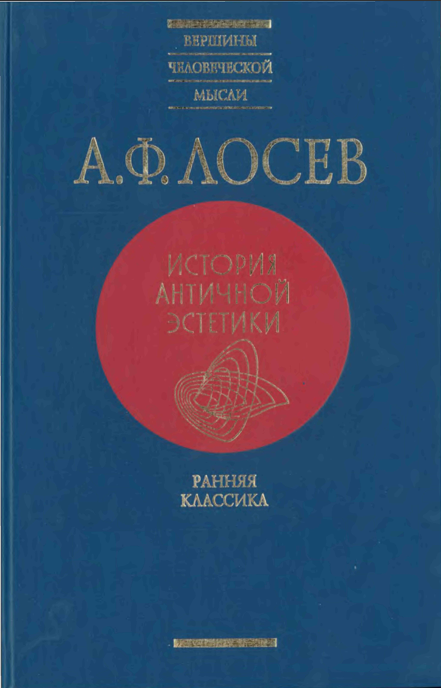 ВЕРШИНЫ
ЧЕЛОВЕЧЕСКОЙ
МЫСЛИ
А.Ф. ЛОСЕВ
ИСТОРИЯ
АНТИЧНОЙ
ЭСТЕТИКИ
РАННЯЯ
КЛАССИКА